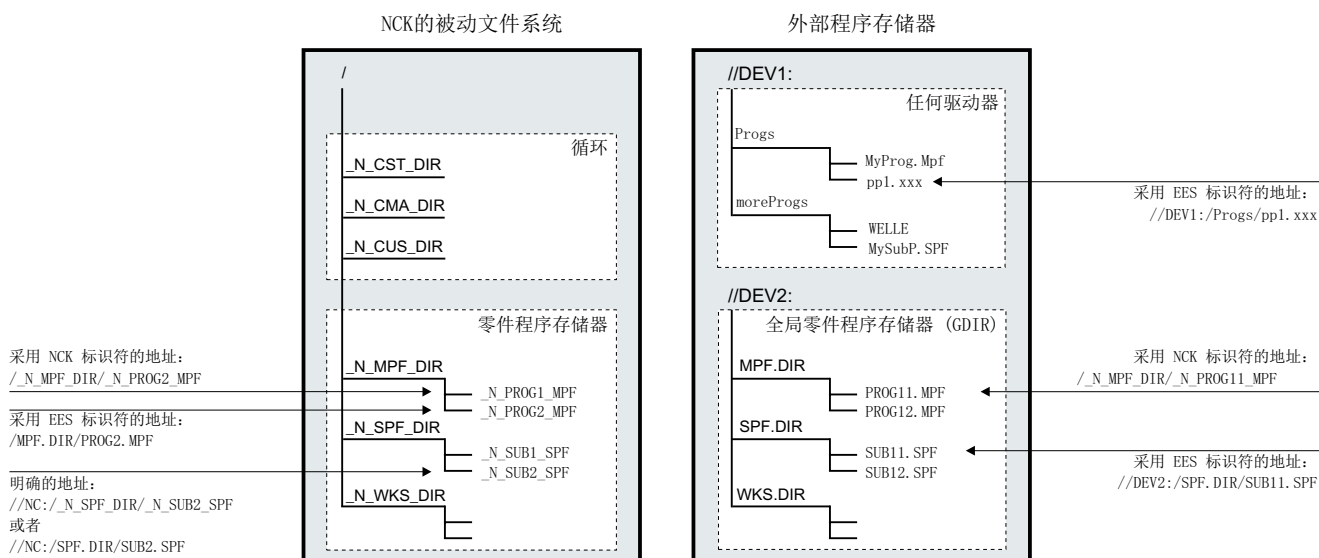 NCK的被动文件系统
/
循环
_N_CST_DIR
_N_CMA_DIR
_N_CUS_DIR
零件程序存储器
_N_MPF_DIR
_N_PROG1_MPF
_N_PROG2_MPF
_N_SPF_DIR
_N_SUB1_SPF
_N_SUB2_SPF
_N_WKS_DIR
采用 NCK 标识符的地址:
/_N_MPF_DIR/_N_PROG2_MPF
采用 EES 标识符的地址:
/MPF.DIR/PROG2.MPF
明确的地址:
//NC:/_N_SPF_DIR/_N_SUB2_SPF
或者
//NC:/SPF.DIR/SUB2.SPF
外部程序存储器
//DEV1:
任何驱动器
Progs
MyProg.Mpf
pp1.xxx
moreProgs
WELLE
MySubP.SPF
//DEV2:
全局零件程序存储器 (GDIR)
MPF.DIR
PROG11.MPF
PROG12.MPF
SPF.DIR
SUB11.SPF
SUB12.SPF
WKS.DIR
采用 EES 标识符的地址:
//DEV1:/Progs/pp1.xxx
采用 NCK 标识符的地址:
/_N_MPF_DIR/_N_PROG11_MPF
采用 EES 标识符的地址:
//DEV2:/SPF.DIR/SUB11.SPF